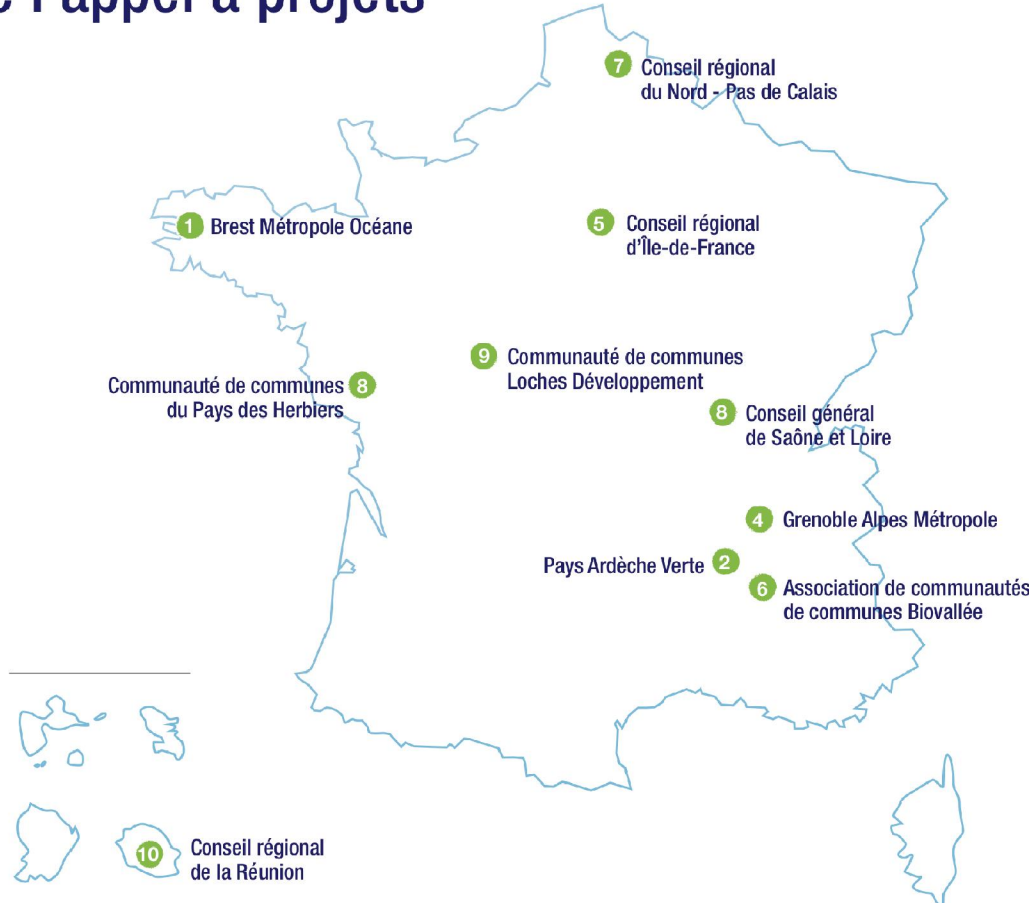 l'appel à projets
7 Conseil régional
du Nord - Pas de Calais
1 Brest Métropole Océane
5 Conseil régional
d'Île-de-France
9 Communauté de communes
Loches Développement
Communauté de communes 8
du Pays des Herbiers
8 Conseil général
de Saône et Loire
4 Grenoble Alpes Métropole
Pays Ardèche Verte 2
6 Association de communautés
de communes Biovallée
10 Conseil régional
de la Réunion